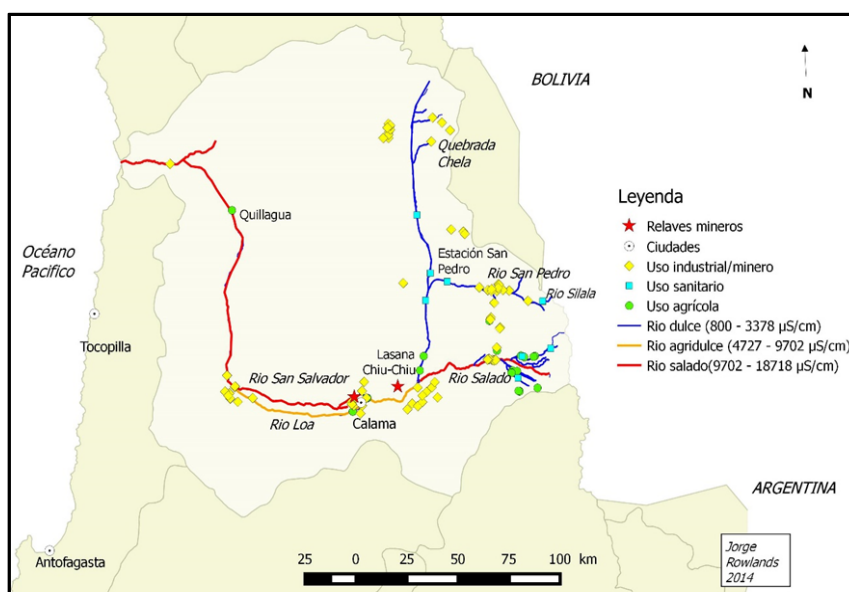 BOLIVIA
N
Quebrada
Chela
Quillagua
Océano
Pacifico
Estación San
Pedro
Rio San Pedro
Rio Silala
Tocopilla
Lasana
Chiu-Chiu
Rio San Salvador
Rio Salado
Rio Loa
Calama
Antofagasta
ARGENTINA
Leyenda
Relaves mineros
Ciudades
Uso industrial/minero
Uso sanitario
Uso agrícola
Rio dulce (800 - 3378 µS/cm)
Rio agridulce (4727 - 9702 µS/cm)
Rio salado(9702 - 18718 µS/cm)
25 0 25 50 75 100 km
Jorge
Rowlands
2014